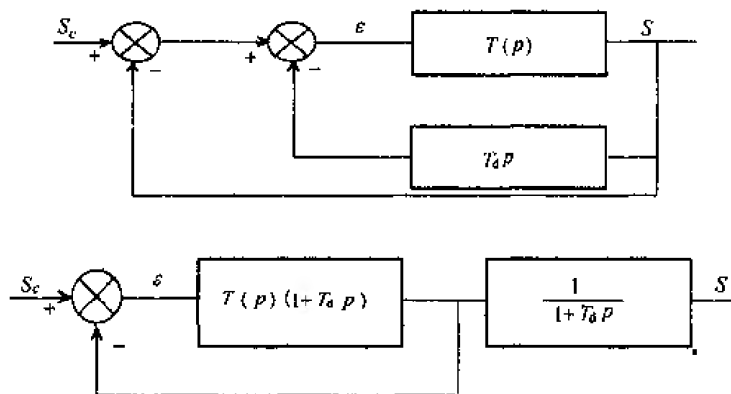 S_c + − + − ε T(p) S
T_d p
S_c + − ε T(p)(1+T_d p) 1/(1+T_d p) S